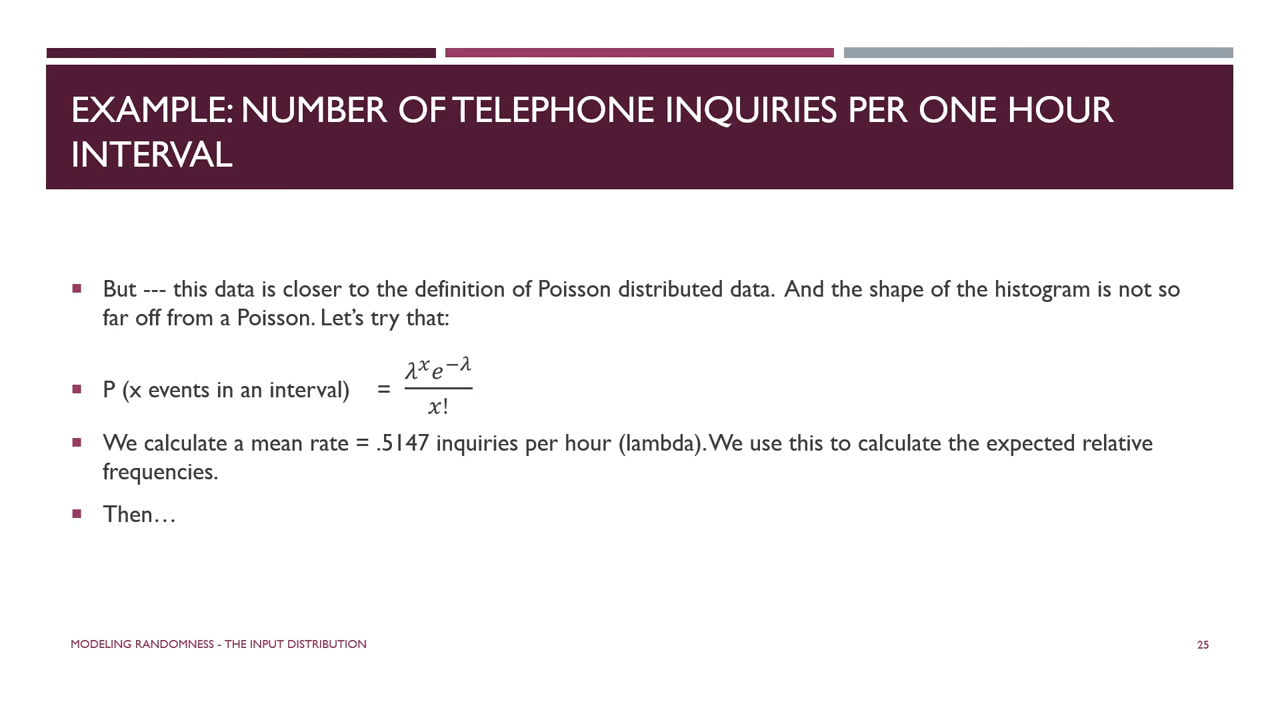 EXAMPLE: NUMBER OF TELEPHONE INQUIRIES PER ONE HOUR
INTERVAL
▪ But --- this data is closer to the definition of Poisson distributed data.  And the shape of the histogram is not so
far off from a Poisson. Let’s try that:
▪ P (x events in an interval) = λ^x e^−λ / x!
▪ We calculate a mean rate = .5147 inquiries per hour (lambda). We use this to calculate the expected relative
frequencies.
▪ Then…
MODELING RANDOMNESS - THE INPUT DISTRIBUTION
25